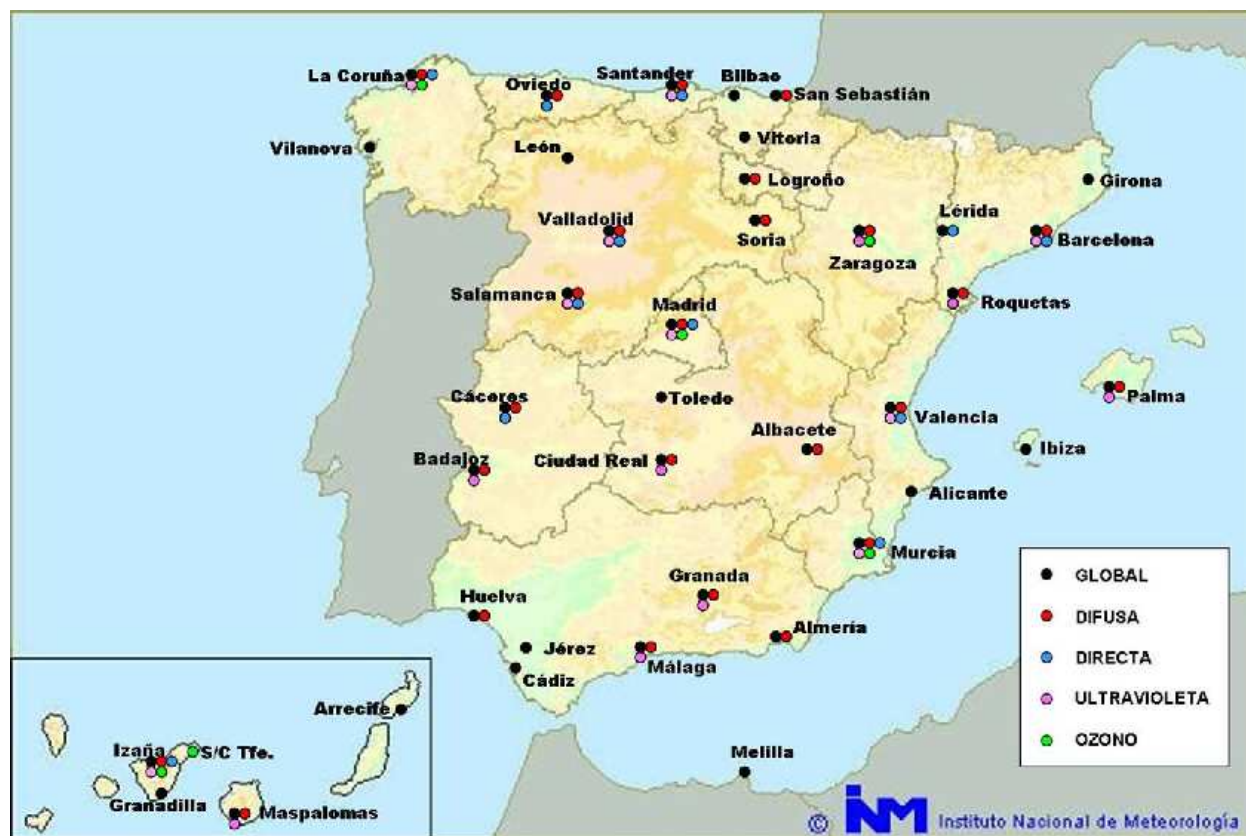 La Coruña
Oviedo
Santander
Bilbao
San Sebastián
Vilanova
León
Vitoria
Logroño
Girona
Valladolid
Soria
Zaragoza
Lérida
Barcelona
Salamanca
Madrid
Roquetas
Cáceres
Toledo
Valencia
Palma
Albacete
Badajoz
Ciudad Real
Ibiza
Alicante
Murcia
Granada
Huelva
Almería
Jérez
Málaga
Cádiz
Arrecife
Izaña
S/C Tfe.
Granadilla
Maspalomas
Melilla
GLOBAL
DIFUSA
DIRECTA
ULTRAVIOLETA
OZONO
© INM Instituto Nacional de Meteorología